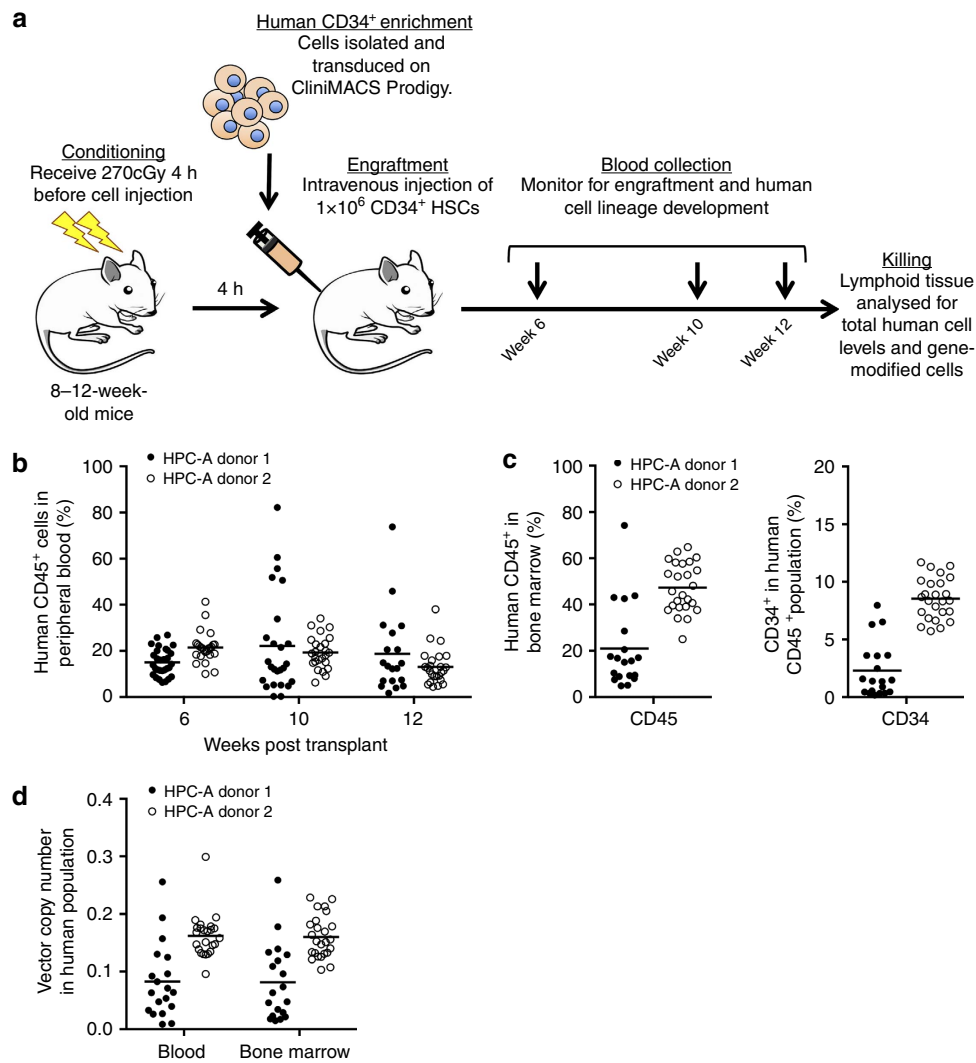 a
Human CD34⁺ enrichment
Cells isolated and
transduced on
CliniMACS Prodigy.
Conditioning
Receive 270cGy 4 h
before cell injection
Engraftment
Intravenous injection of
1×10⁶ CD34⁺ HSCs
Blood collection
Monitor for engraftment and human
cell lineage development
4 h
8–12-week-
old mice
Week 6
Week 10
Week 12
Killing
Lymphoid tissue
analysed for
total human cell
levels and gene-
modified cells
b
HPC-A donor 1
HPC-A donor 2
Human CD45⁺ cells in
peripheral blood (%)
100
80
60
40
20
0
6
10
12
Weeks post transplant
c
HPC-A donor 1
HPC-A donor 2
Human CD45⁺ in
bone marrow (%)
100
80
60
40
20
0
CD45
CD34⁺ in human
CD45 ⁺population (%)
20
15
10
5
0
CD34
d
HPC-A donor 1
HPC-A donor 2
Vector copy number
in human population
0.4
0.3
0.2
0.1
0.0
Blood
Bone marrow